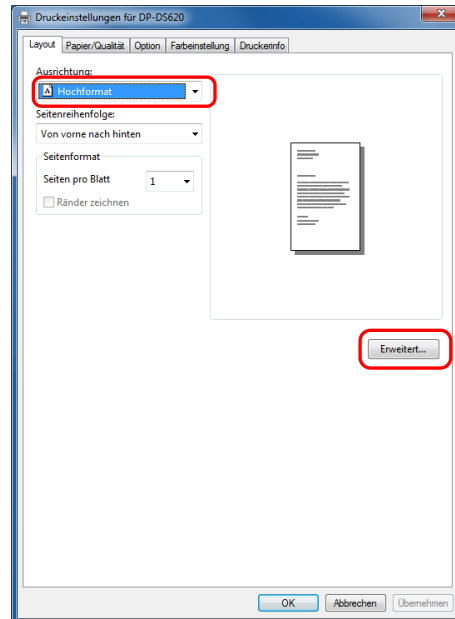 Druckeinstellungen für DP-DS620
Layout Papier/Qualität Option Farbeinstellung Druckerinfo
Ausrichtung:
A Hochformat
Seitenreihenfolge:
Von vorne nach hinten
Seitenformat
Seiten pro Blatt 1
Ränder zeichnen
Erweitert...
OK Abbrechen Übernehmen